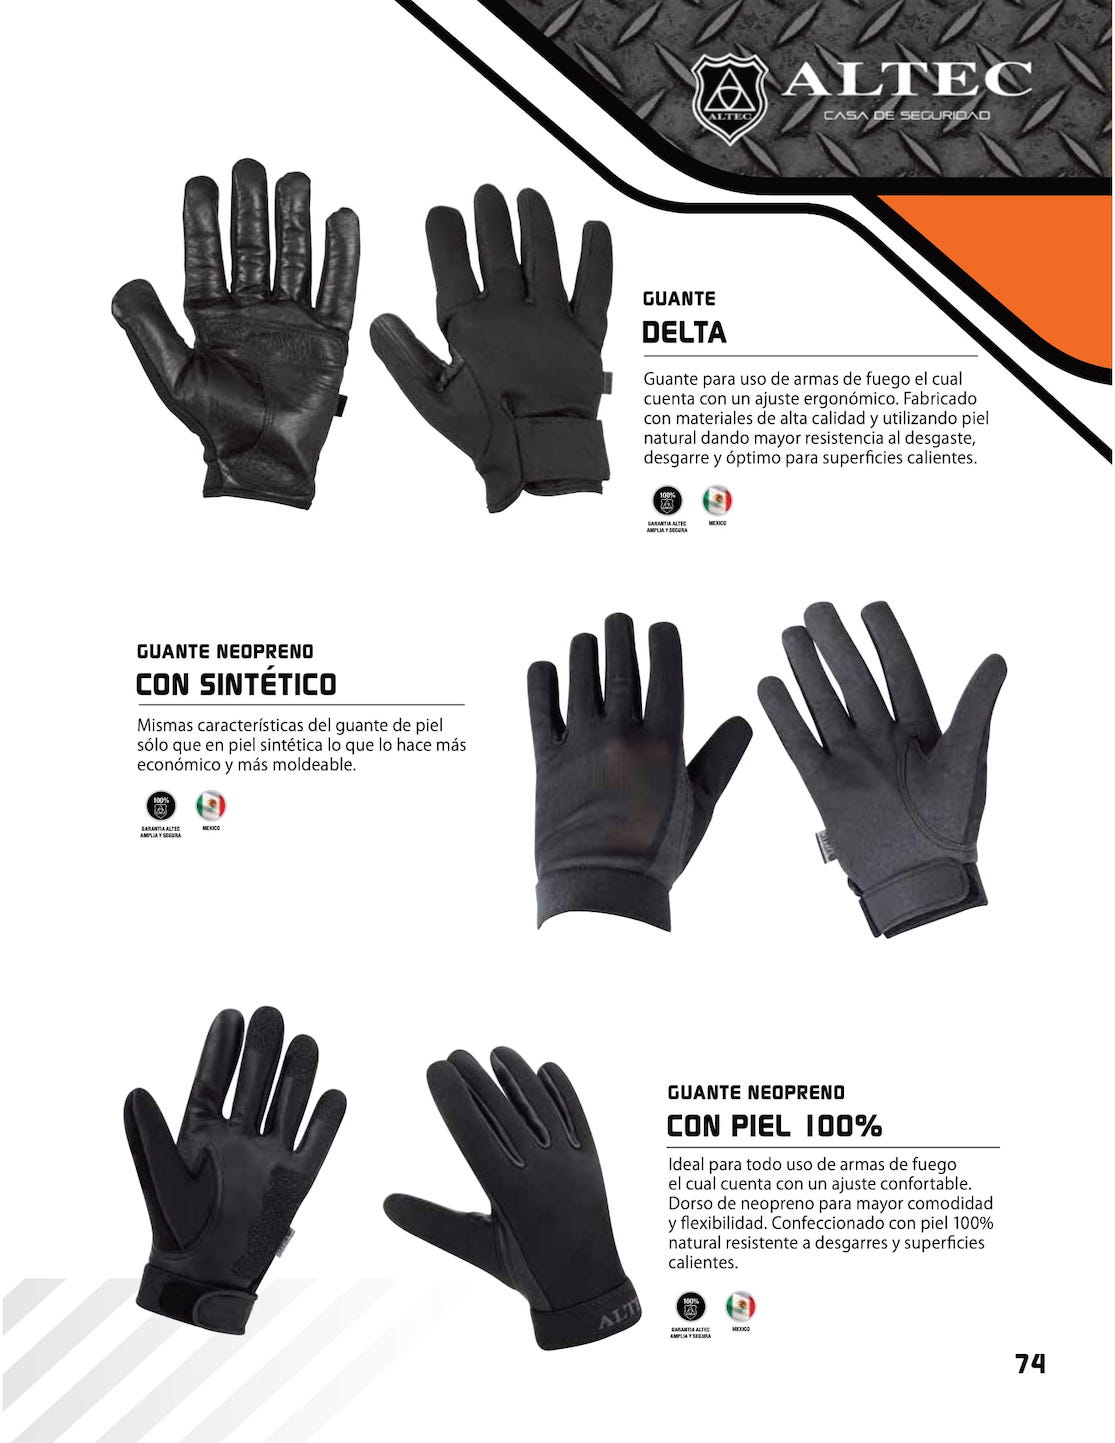 ALTEC
CASA DE SEGURIDAD
ALTEC
GUANTE
DELTA
Guante para uso de armas de fuego el cual
cuenta con un ajuste ergonómico. Fabricado
con materiales de alta calidad y utilizando piel
natural dando mayor resistencia al desgaste,
desgarre y óptimo para superficies calientes.
100%
GARANTIA ALTEC
AMPLIA Y SEGURA
MEXICO
GUANTE NEOPRENO
CON SINTÉTICO
Mismas características del guante de piel
sólo que en piel sintética lo que lo hace más
económico y más moldeable.
100%
GARANTIA ALTEC
AMPLIA Y SEGURA
MEXICO
GUANTE NEOPRENO
CON PIEL 100%
Ideal para todo uso de armas de fuego
el cual cuenta con un ajuste confortable.
Dorso de neopreno para mayor comodidad
y flexibilidad. Confeccionado con piel 100%
natural resistente a desgarres y superficies
calientes.
100%
GARANTIA ALTEC
AMPLIA Y SEGURA
MEXICO
74